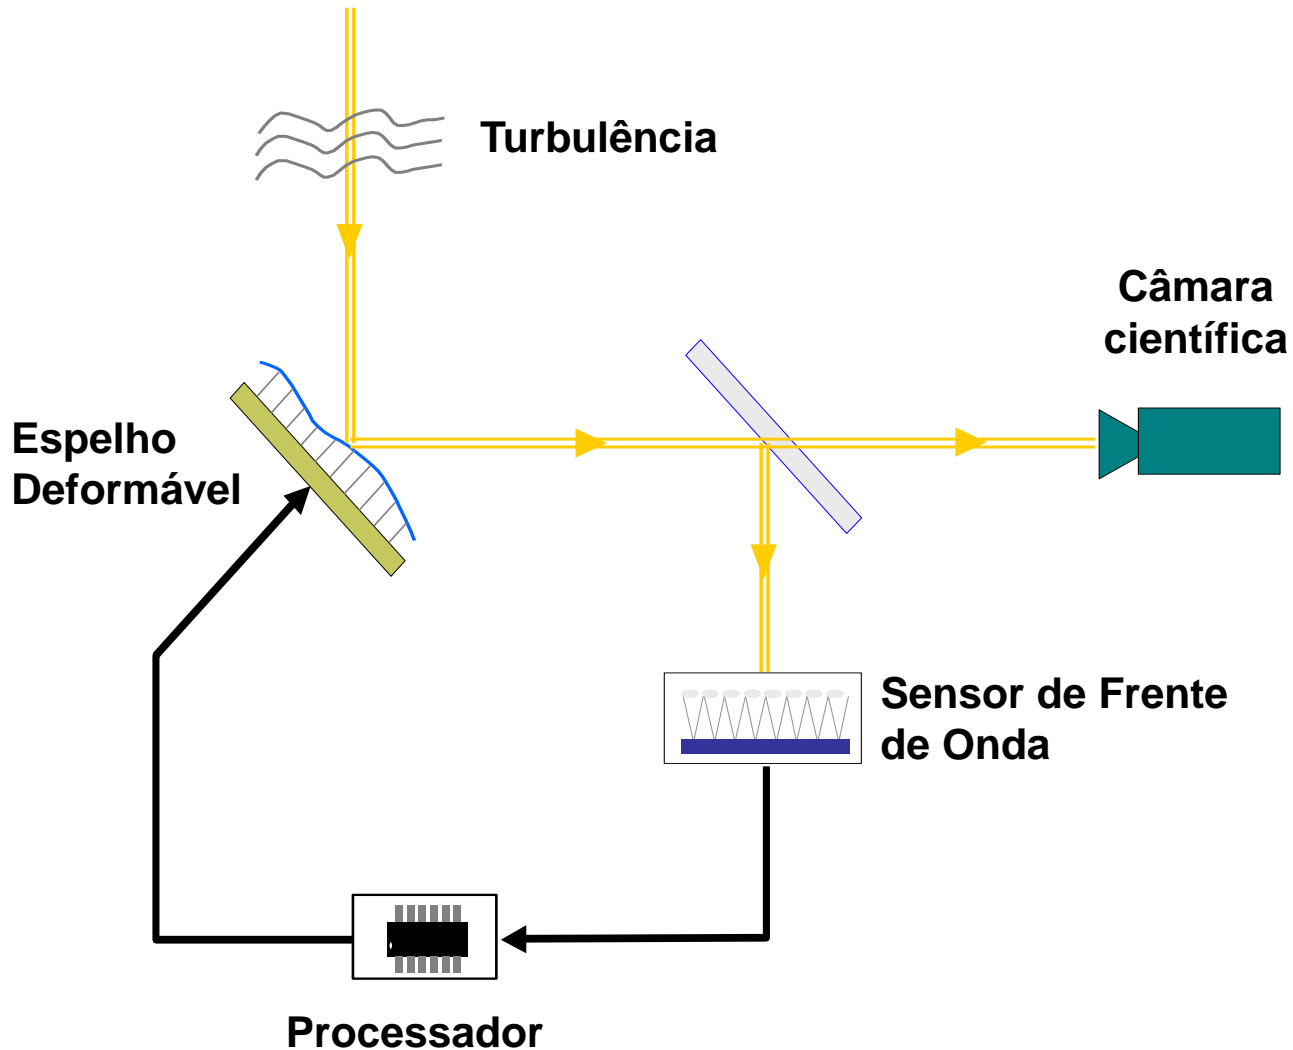 Turbulência
Câmara
científica
Espelho
Deformável
Sensor de Frente
de Onda
Processador